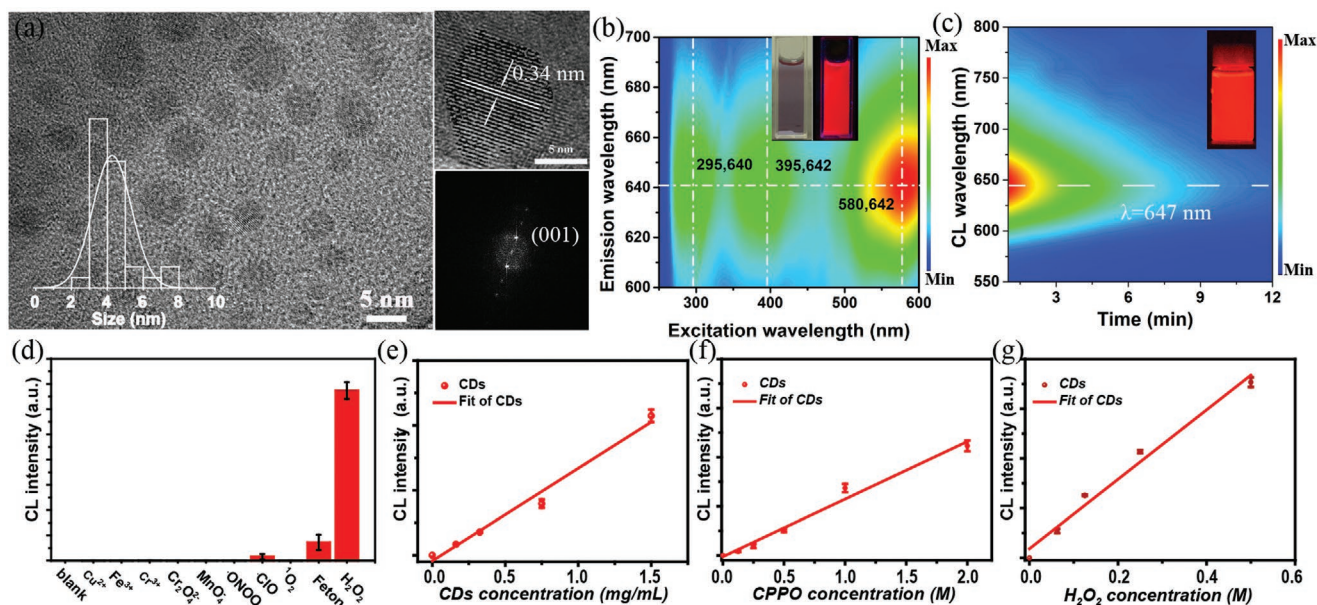 (a)
0.34 nm
5 nm
(001)
0 2 4 6 8 10
Size (nm)
5 nm
(b)
Max
Min
700
680
660
640
620
600
295,640
395,642
580,642
300 400 500 600
Emission wavelength (nm)
Excitation wavelength (nm)
(c)
Max
Min
800
750
700
650
600
550
λ=647 nm
3 6 9 12
CL wavelength (nm)
Time (min)
(d)
CL intensity (a.u.)
blank
Cu²⁺
Fe³⁺
Cr³⁺
Cr₂O₄²⁻
MnO₄⁻
ONOO⁻
ClO⁻
¹O₂
Feton
H₂O₂
(e)
CDs
Fit of CDs
CL intensity (a.u.)
0.0 0.5 1.0 1.5
CDs concentration (mg/mL)
(f)
CDs
Fit of CDs
CL intensity (a.u.)
0.0 0.5 1.0 1.5 2.0
CPPO concentration (M)
(g)
CDs
Fit of CDs
CL intensity (a.u.)
0.0 0.2 0.4 0.6
H₂O₂ concentration (M)